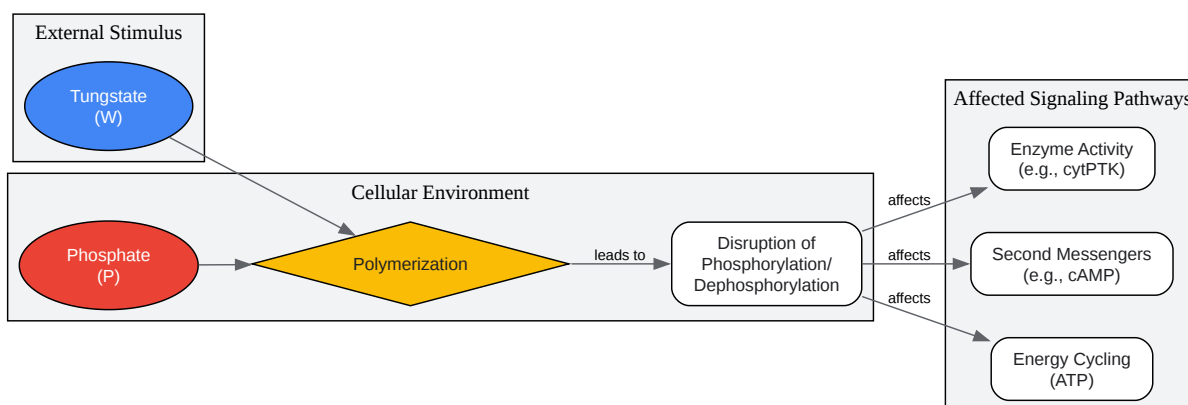 External Stimulus
Tungstate
(W)
Cellular Environment
Phosphate
(P)
Polymerization
leads to
Disruption of
Phosphorylation/
Dephosphorylation
affects
affects
affects
Affected Signaling Pathways
Enzyme Activity
(e.g., cytPTK)
Second Messengers
(e.g., cAMP)
Energy Cycling
(ATP)